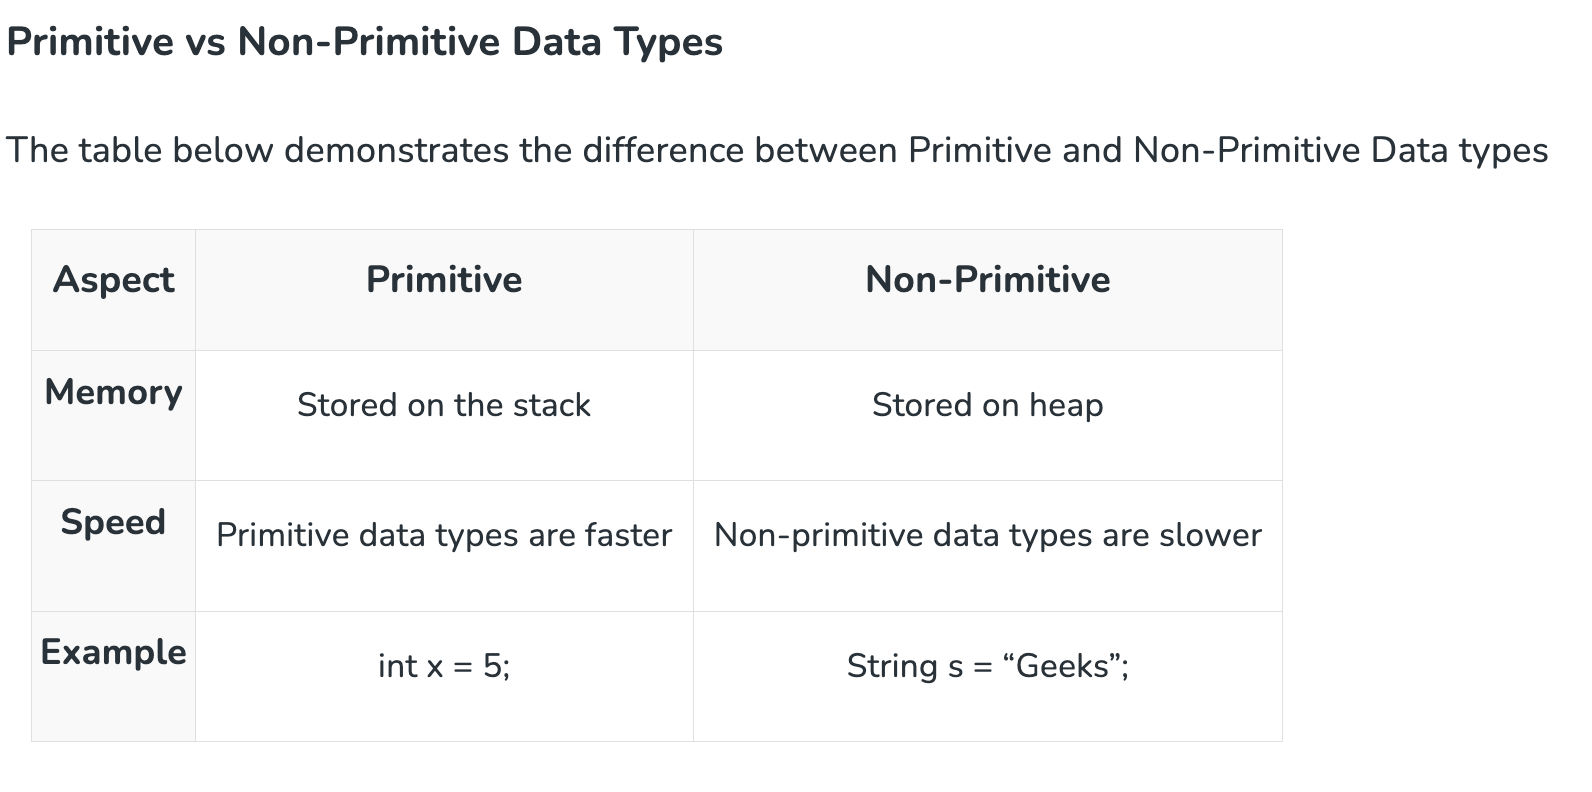 Primitive vs Non-Primitive Data Types
The table below demonstrates the difference between Primitive and Non-Primitive Data types
Aspect Primitive Non-Primitive
Memory Stored on the stack Stored on heap
Speed Primitive data types are faster Non-primitive data types are slower
Example int x = 5; String s = “Geeks”;